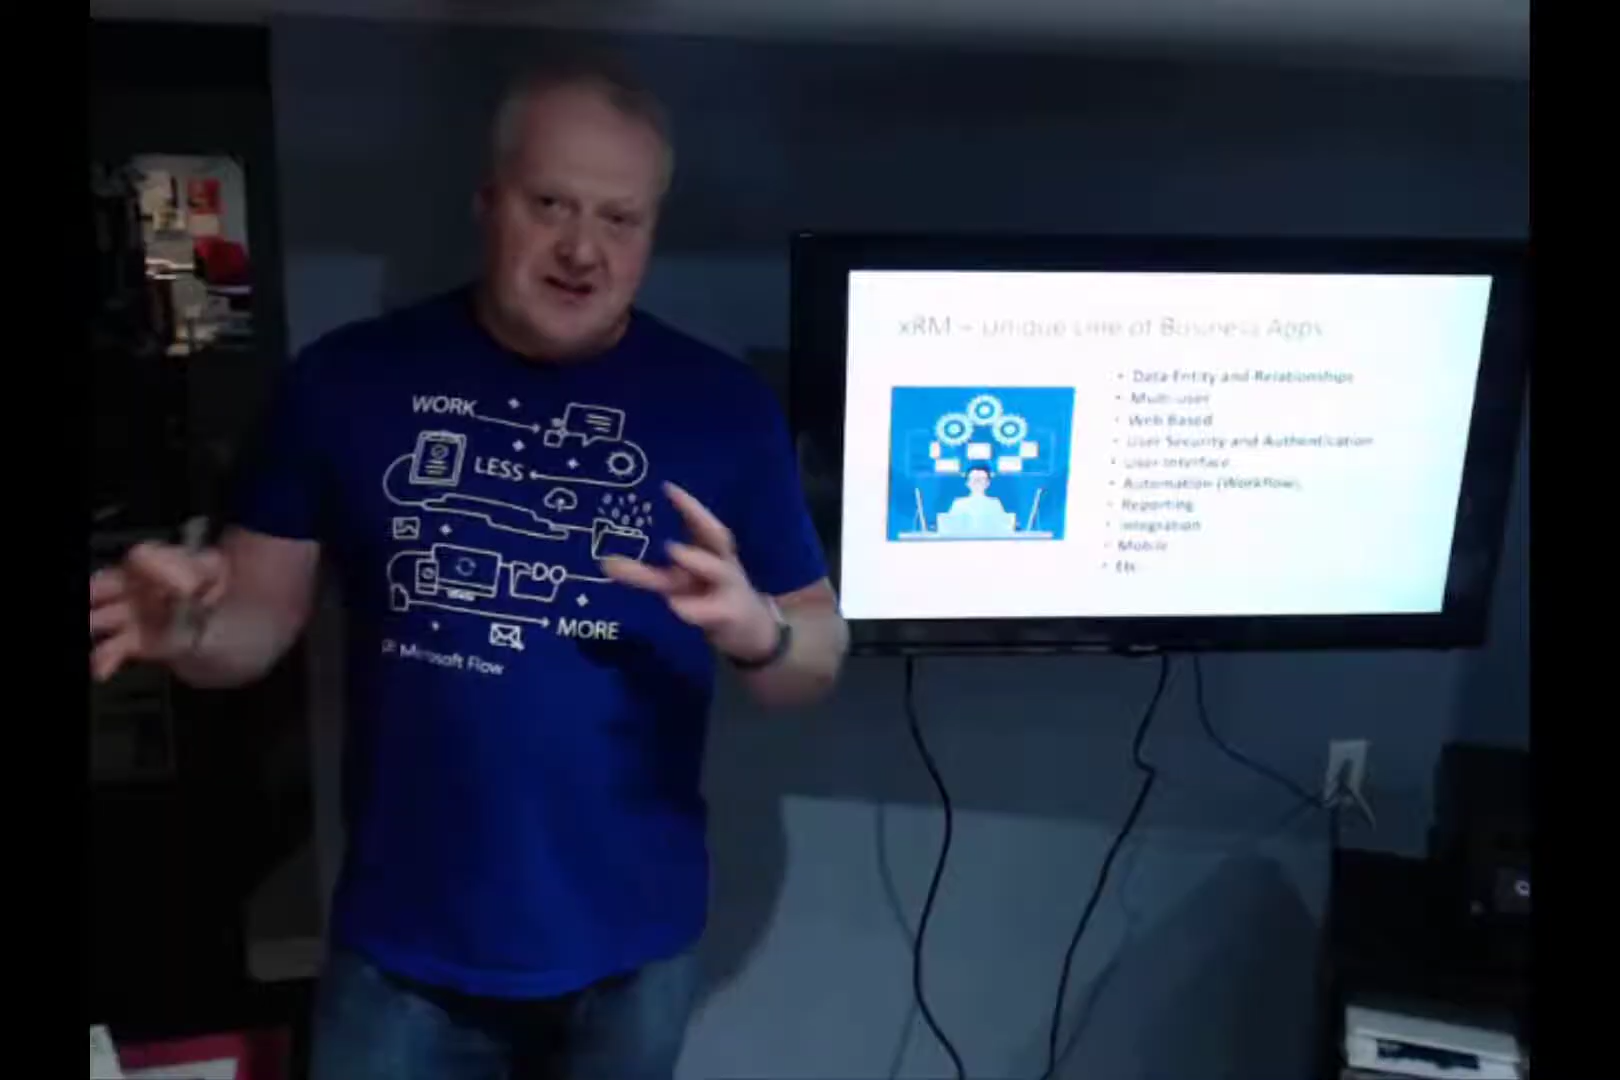 WORK
LESS
DO
MORE
Microsoft Flow
xRM – Unique Line of Business Apps
• Data Entity and Relationships
• Multi-user
• Web Based
• User Security and Authentication
• User Interface
• Automation (Workflow)
• Reporting
• Integration
• Mobile
• Etc